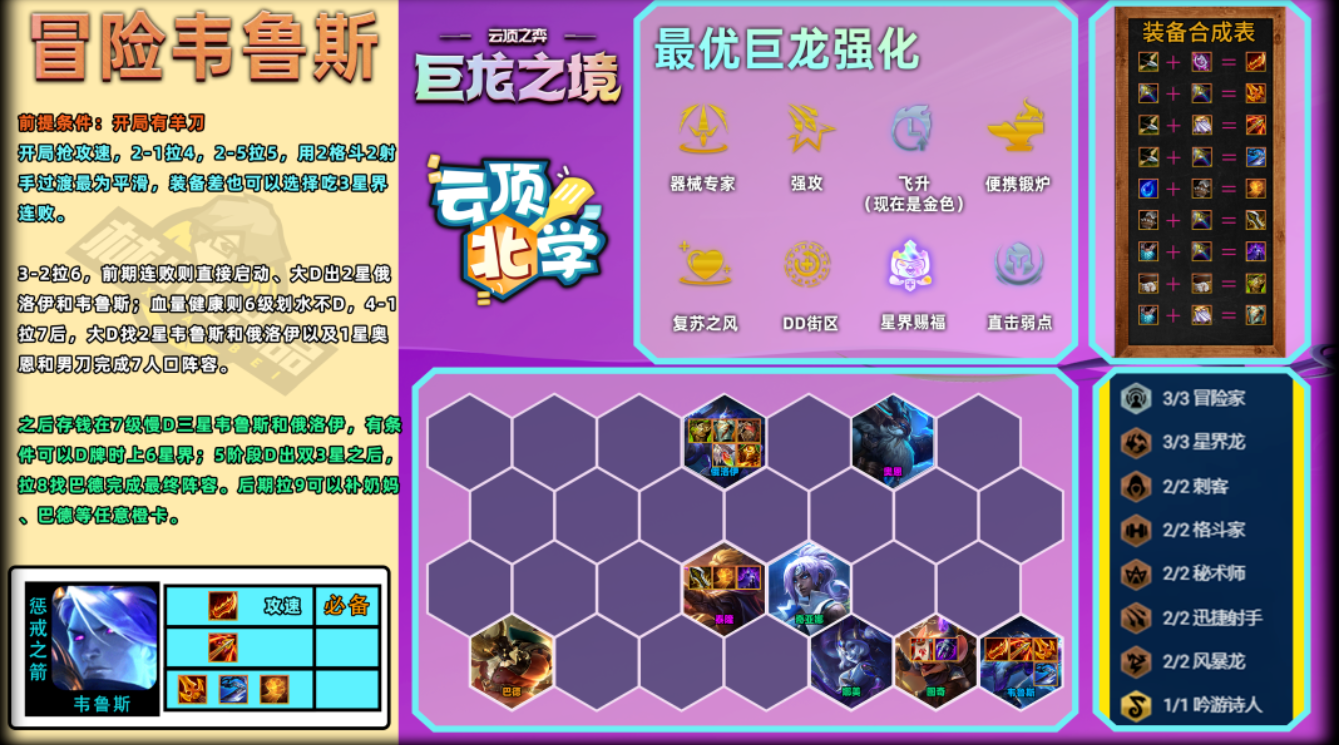 冒险韦鲁斯
前提条件：开局有羊刀
开局抢攻速，2-1拉4，2-5拉5，用2格斗2射
手过渡最为平滑，装备差也可以选择吃3星界
连败。
3-2拉6，前期连败则直接启动、大D出2星俄
洛伊和韦鲁斯；血量健康则6级划水不D，4-1
拉7后，大D找2星韦鲁斯和俄洛伊以及1星奥
恩和男刀完成7人口阵容。
之后存钱在7级慢D三星韦鲁斯和俄洛伊，有条
件可以D牌时上6星界；5阶段D出双3星之后，
拉8找巴德完成最终阵容。后期拉9可以补奶妈
、巴德等任意橙卡。
惩戒之箭
韦鲁斯
攻速
必备
云顶之弈
巨龙之境
云顶
北学
最优巨龙强化
器械专家
强攻
飞升
（现在是金色）
便携锻炉
复苏之风
DD街区
星界赐福
直击弱点
装备合成表
俄洛伊
奥恩
泰隆
奇亚娜
巴德
娜美
图奇
韦鲁斯
3/3 冒险家
3/3 星界龙
2/2 刺客
2/2 格斗家
2/2 秘术师
2/2 迅捷射手
2/2 风暴龙
1/1 吟游诗人